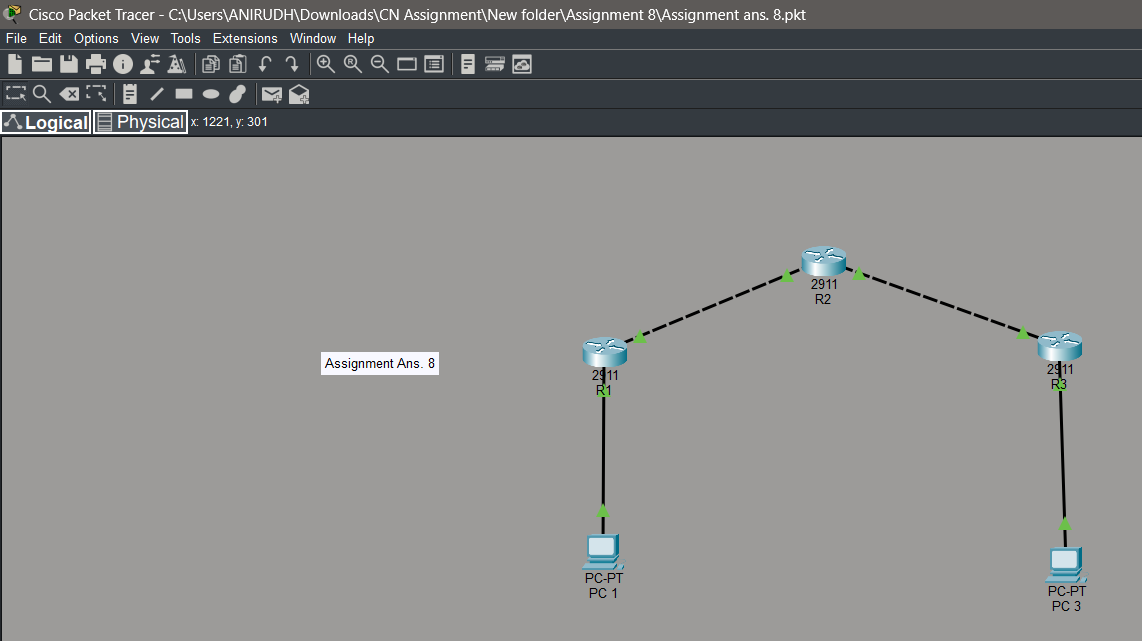 Cisco Packet Tracer - C:\Users\ANIRUDH\Downloads\CN Assignment\New folder\Assignment 8\Assignment ans. 8.pkt
File Edit Options View Tools Extensions Window Help
Logical Physical x: 1221, y: 301
2911
R2
2911
R1
2911
R3
Assignment Ans. 8
PC-PT
PC 1
PC-PT
PC 3